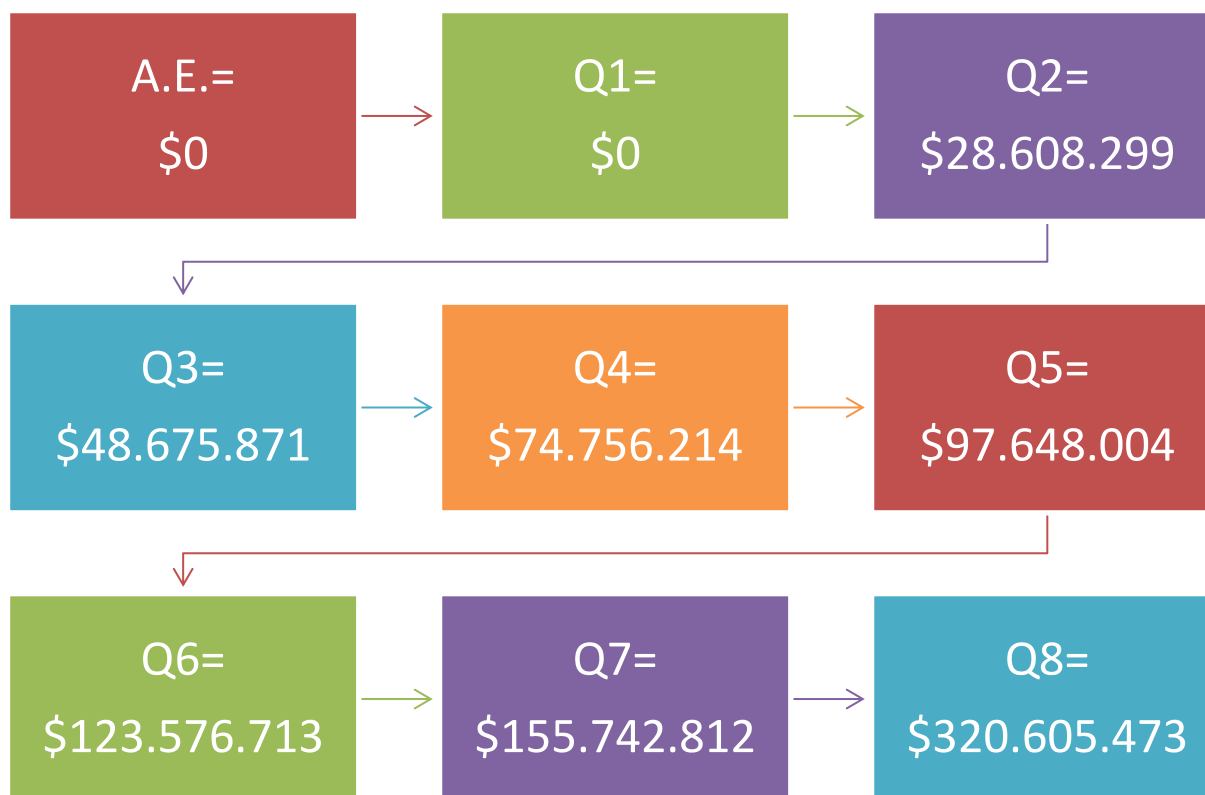 A.E.=
$0
Q1=
$0
Q2=
$28.608.299
Q3=
$48.675.871
Q4=
$74.756.214
Q5=
$97.648.004
Q6=
$123.576.713
Q7=
$155.742.812
Q8=
$320.605.473